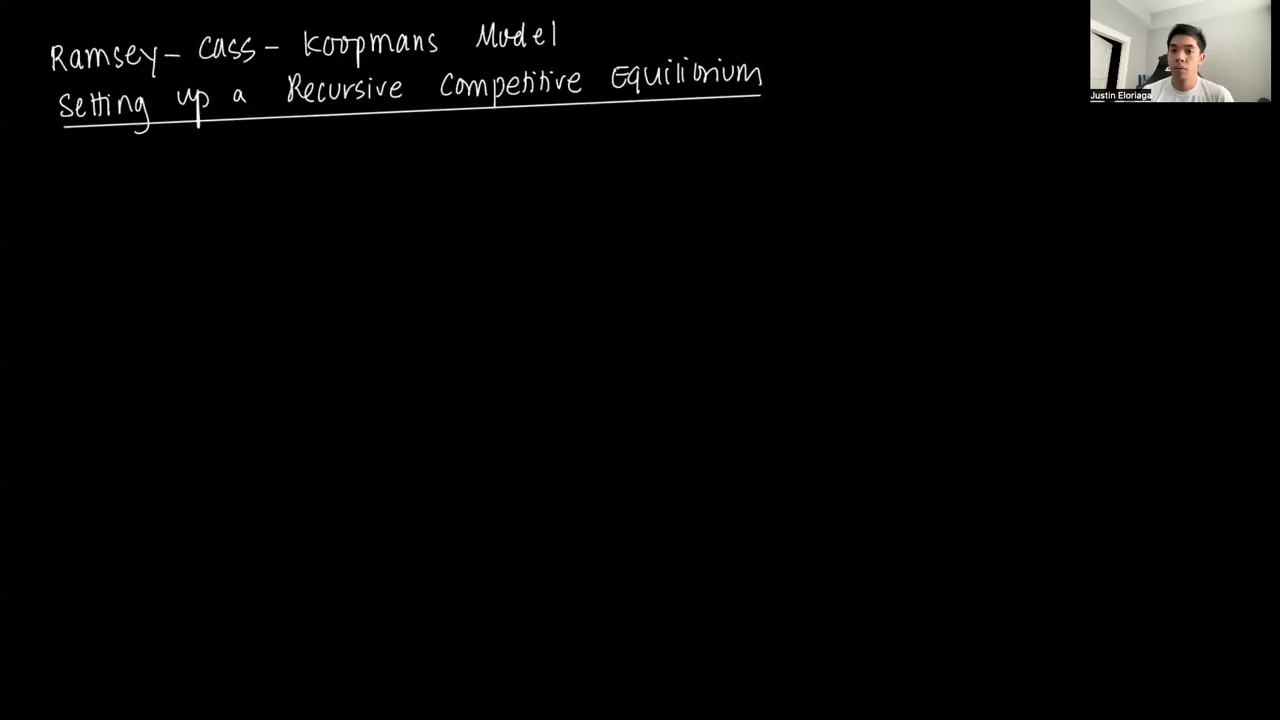 Ramsey - Cass - Koopmans Model
Setting up a Recursive Competitive Equilibrium
Justin Eloriaga